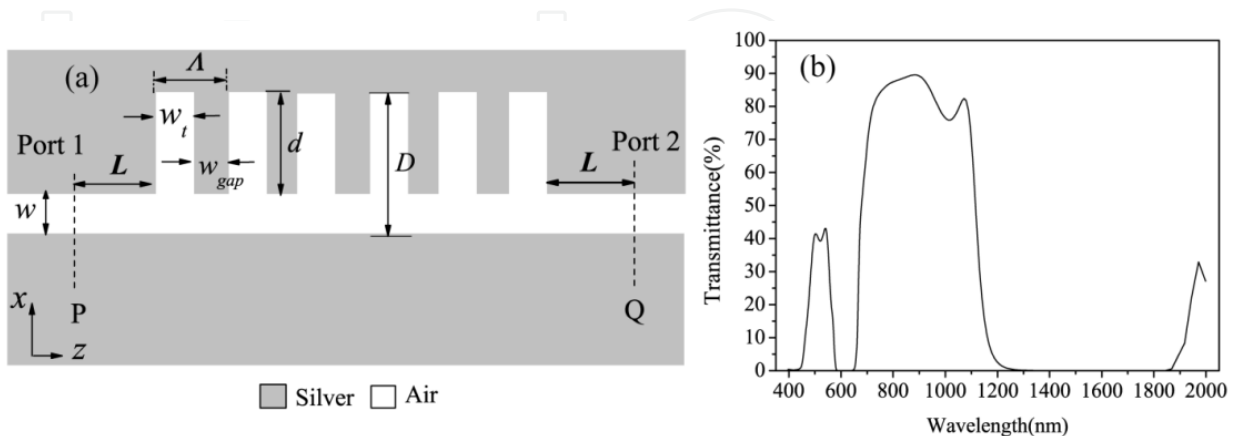 (a)
Λ
w_t
d
D
Port 1
Port 2
L
w_gap
L
w
x
P
Q
z
Silver
Air
(b)
Transmittance(%)
100
90
80
70
60
50
40
30
20
10
0
400 600 800 1000 1200 1400 1600 1800 2000
Wavelength(nm)